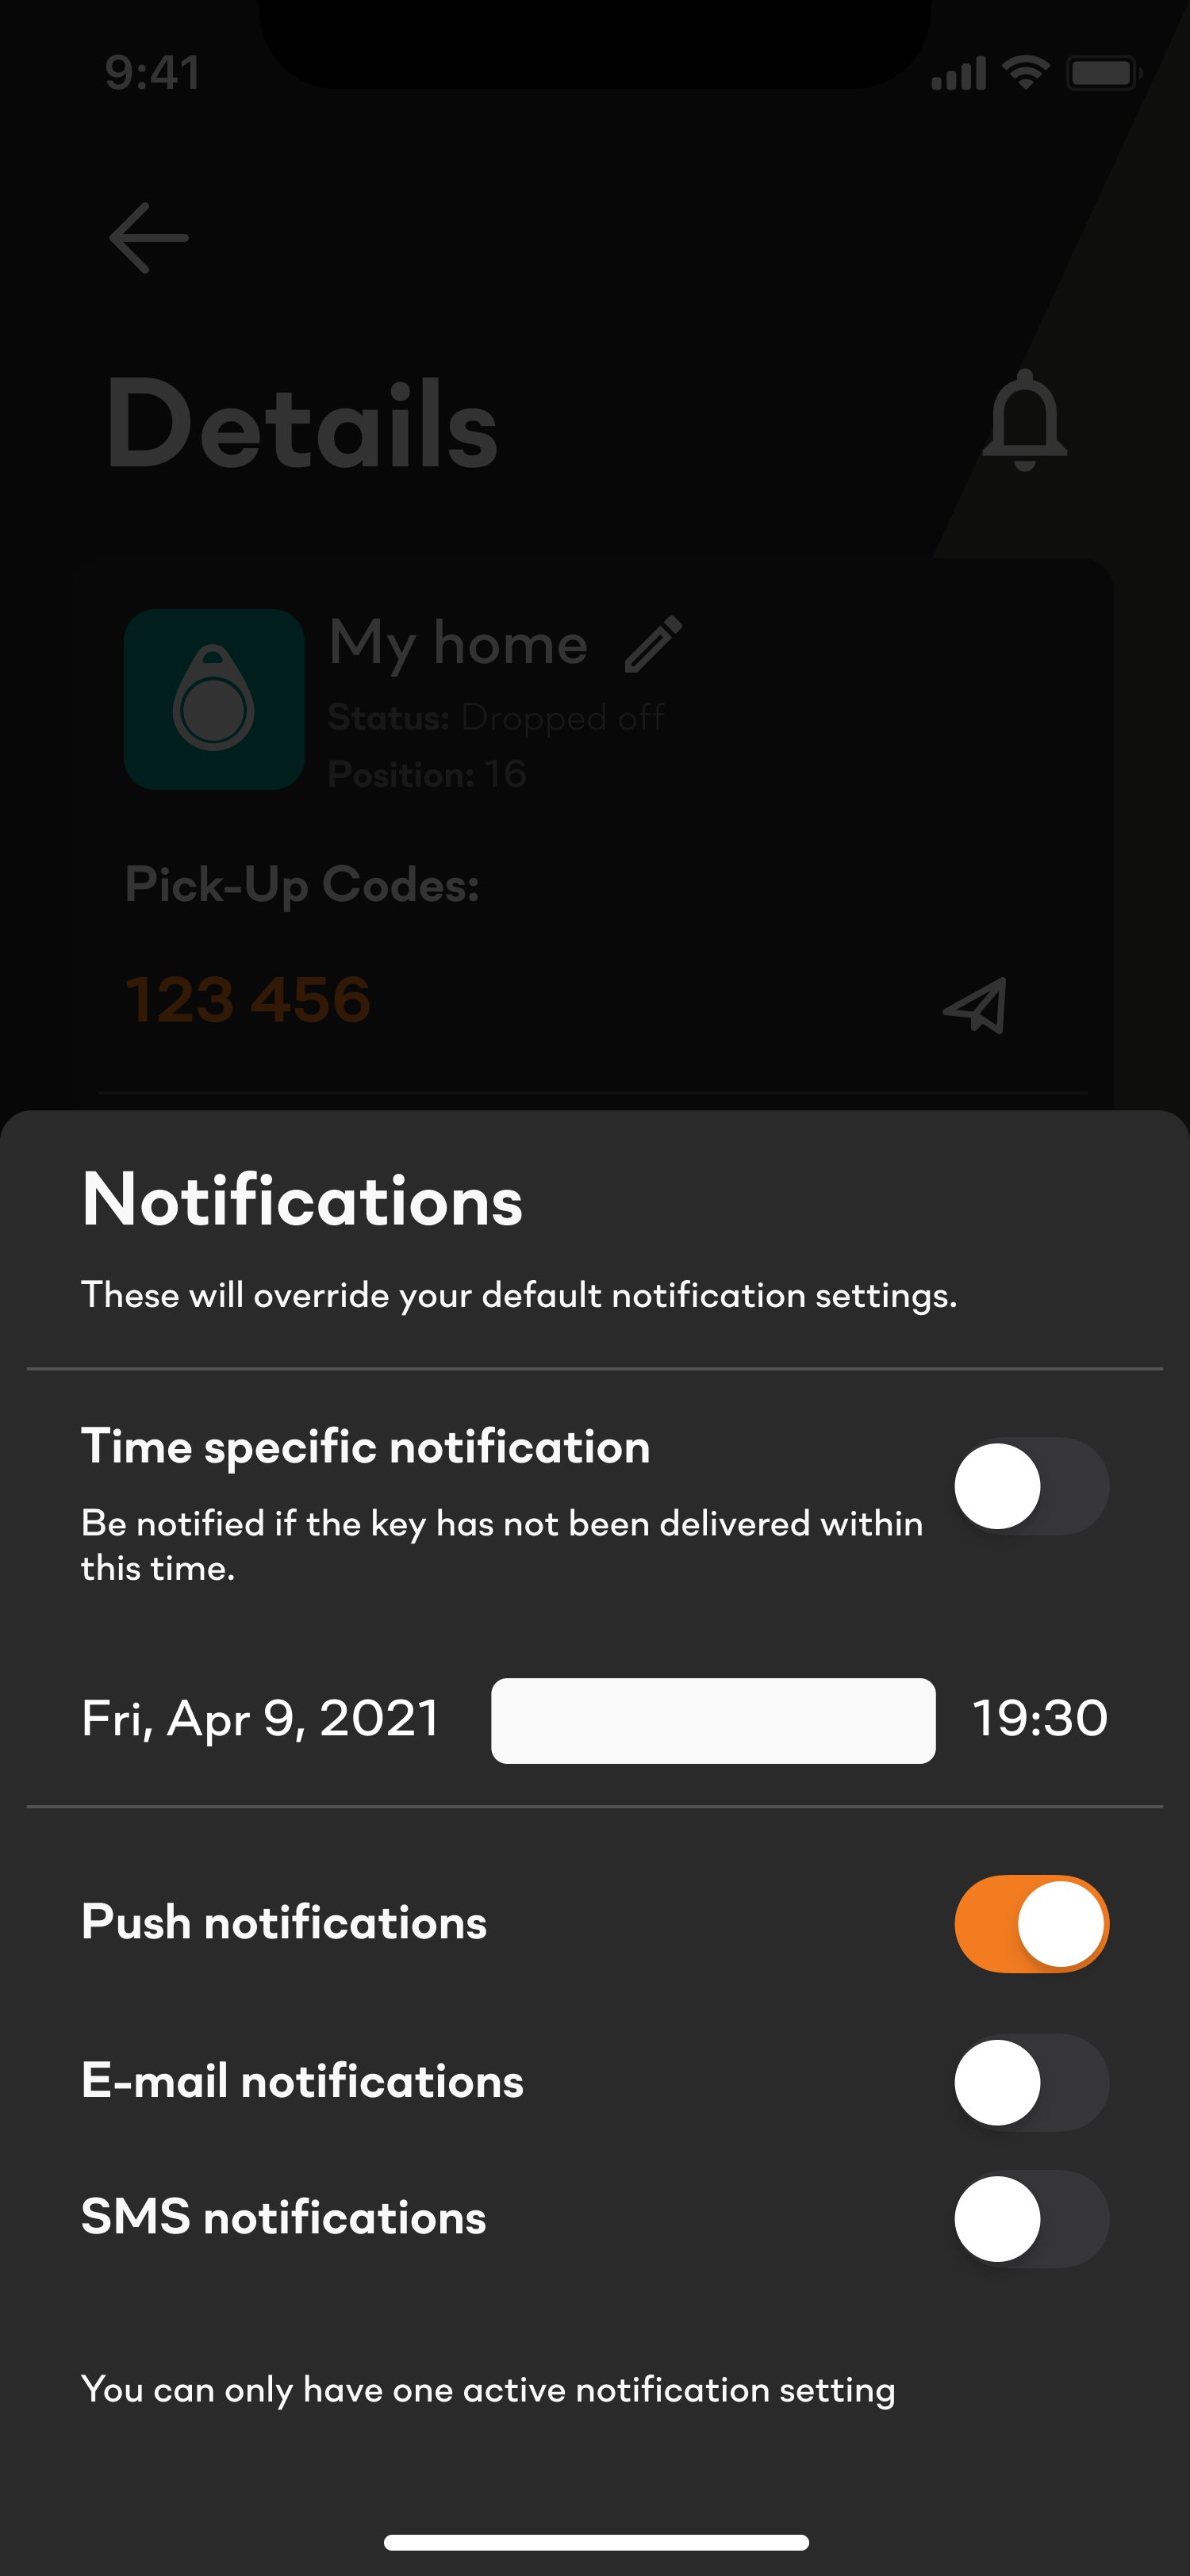 9:41
Details
My home
Status: Dropped off
Position: 16
Pick-Up Codes:
123 456
Notifications
These will override your default notification settings.
Time specific notification
Be notified if the key has not been delivered within
this time.
Fri, Apr 9, 2021 19:30
Push notifications
E-mail notifications
SMS notifications
You can only have one active notification setting